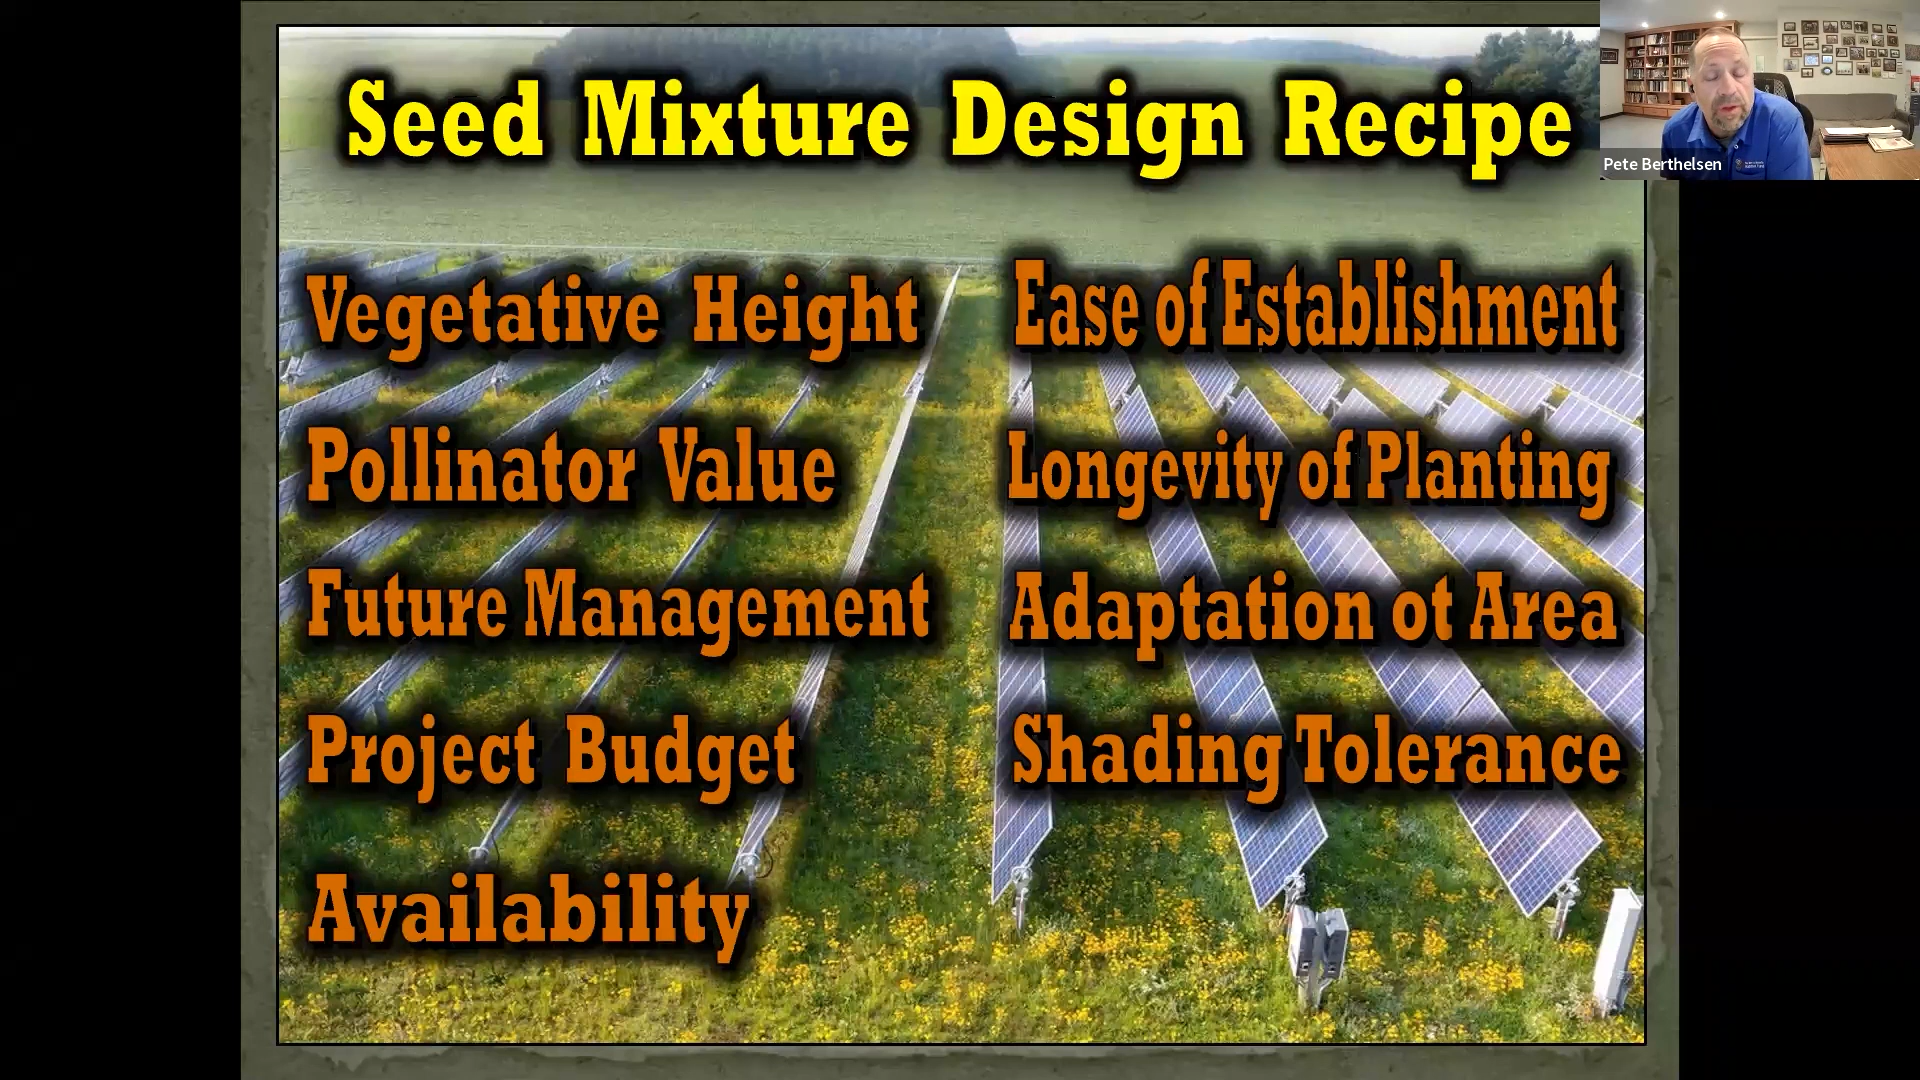 Seed Mixture Design Recipe
Vegetative Height
Pollinator Value
Future Management
Project Budget
Availability
Ease of Establishment
Longevity of Planting
Adaptation ot Area
Shading Tolerance
Pete Berthelsen